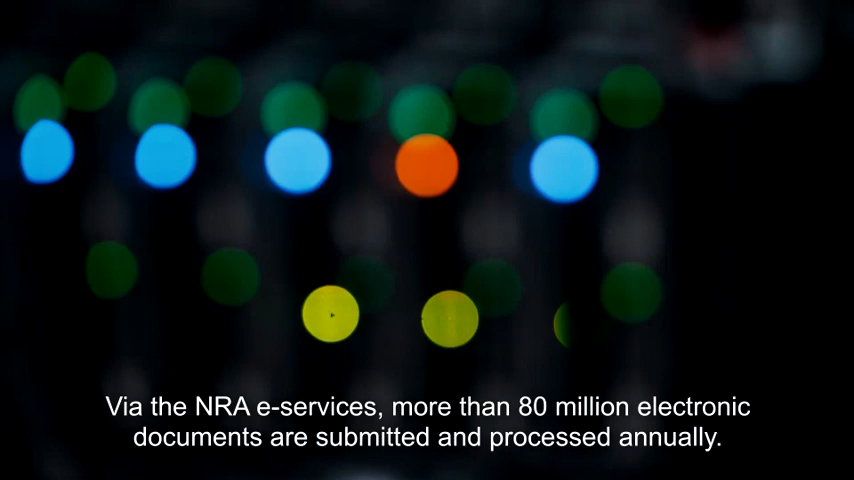 Via the NRA e-services, more than 80 million electronic
documents are submitted and processed annually.